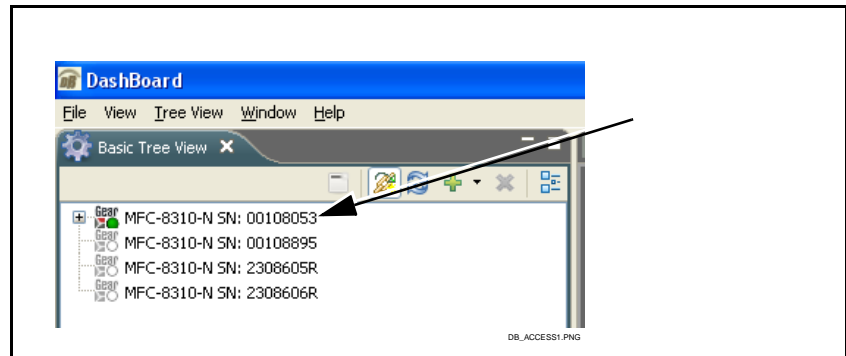 DashBoard
File View Tree View Window Help
Basic Tree View
Gear MFC-8310-N SN: 00108053
Gear MFC-8310-N SN: 00108895
Gear MFC-8310-N SN: 2308605R
Gear MFC-8310-N SN: 2308606R
DB_ACCESS1.PNG